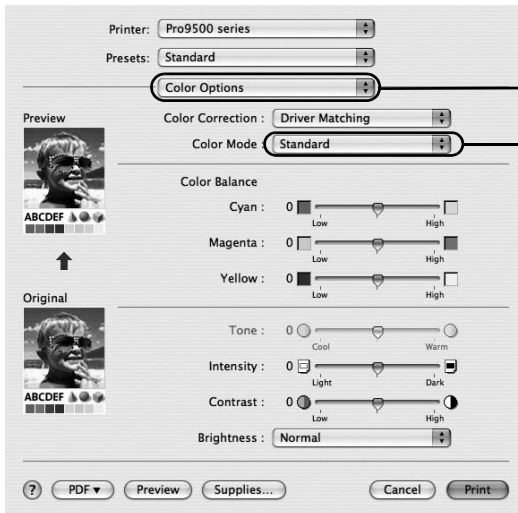 Printer: Pro9500 series
Presets: Standard
Color Options
Preview
Color Correction : Driver Matching
Color Mode : Standard
ABCDEF
Color Balance
Cyan : 0
Low High
Magenta : 0
Low High
Yellow : 0
Low High
Original
ABCDEF
Tone : 0
Cool Warm
Intensity : 0
Light Dark
Contrast : 0
Low High
Brightness : Normal
? PDF▼ Preview Supplies... Cancel Print